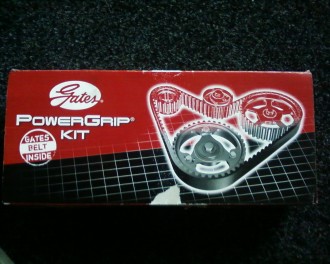 Gates
POWERGRIP®
KIT
GATES
BELT
INSIDE